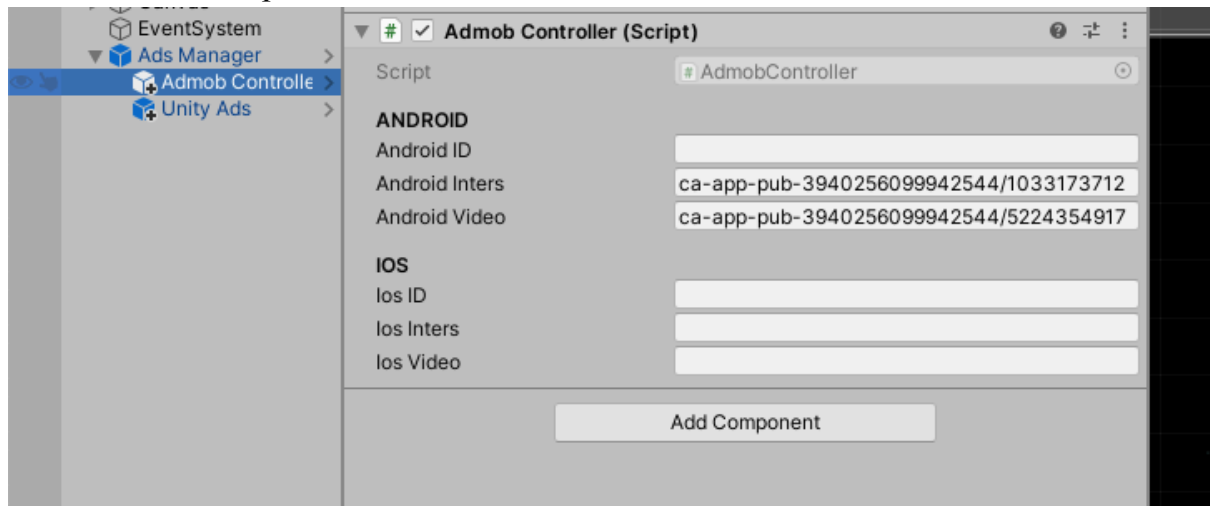 EventSystem
Ads Manager
Admob Controlle
Unity Ads
# Admob Controller (Script)
Script # AdmobController
ANDROID
Android ID
Android Inters ca-app-pub-3940256099942544/1033173712
Android Video ca-app-pub-3940256099942544/5224354917
IOS
Ios ID
Ios Inters
Ios Video
Add Component